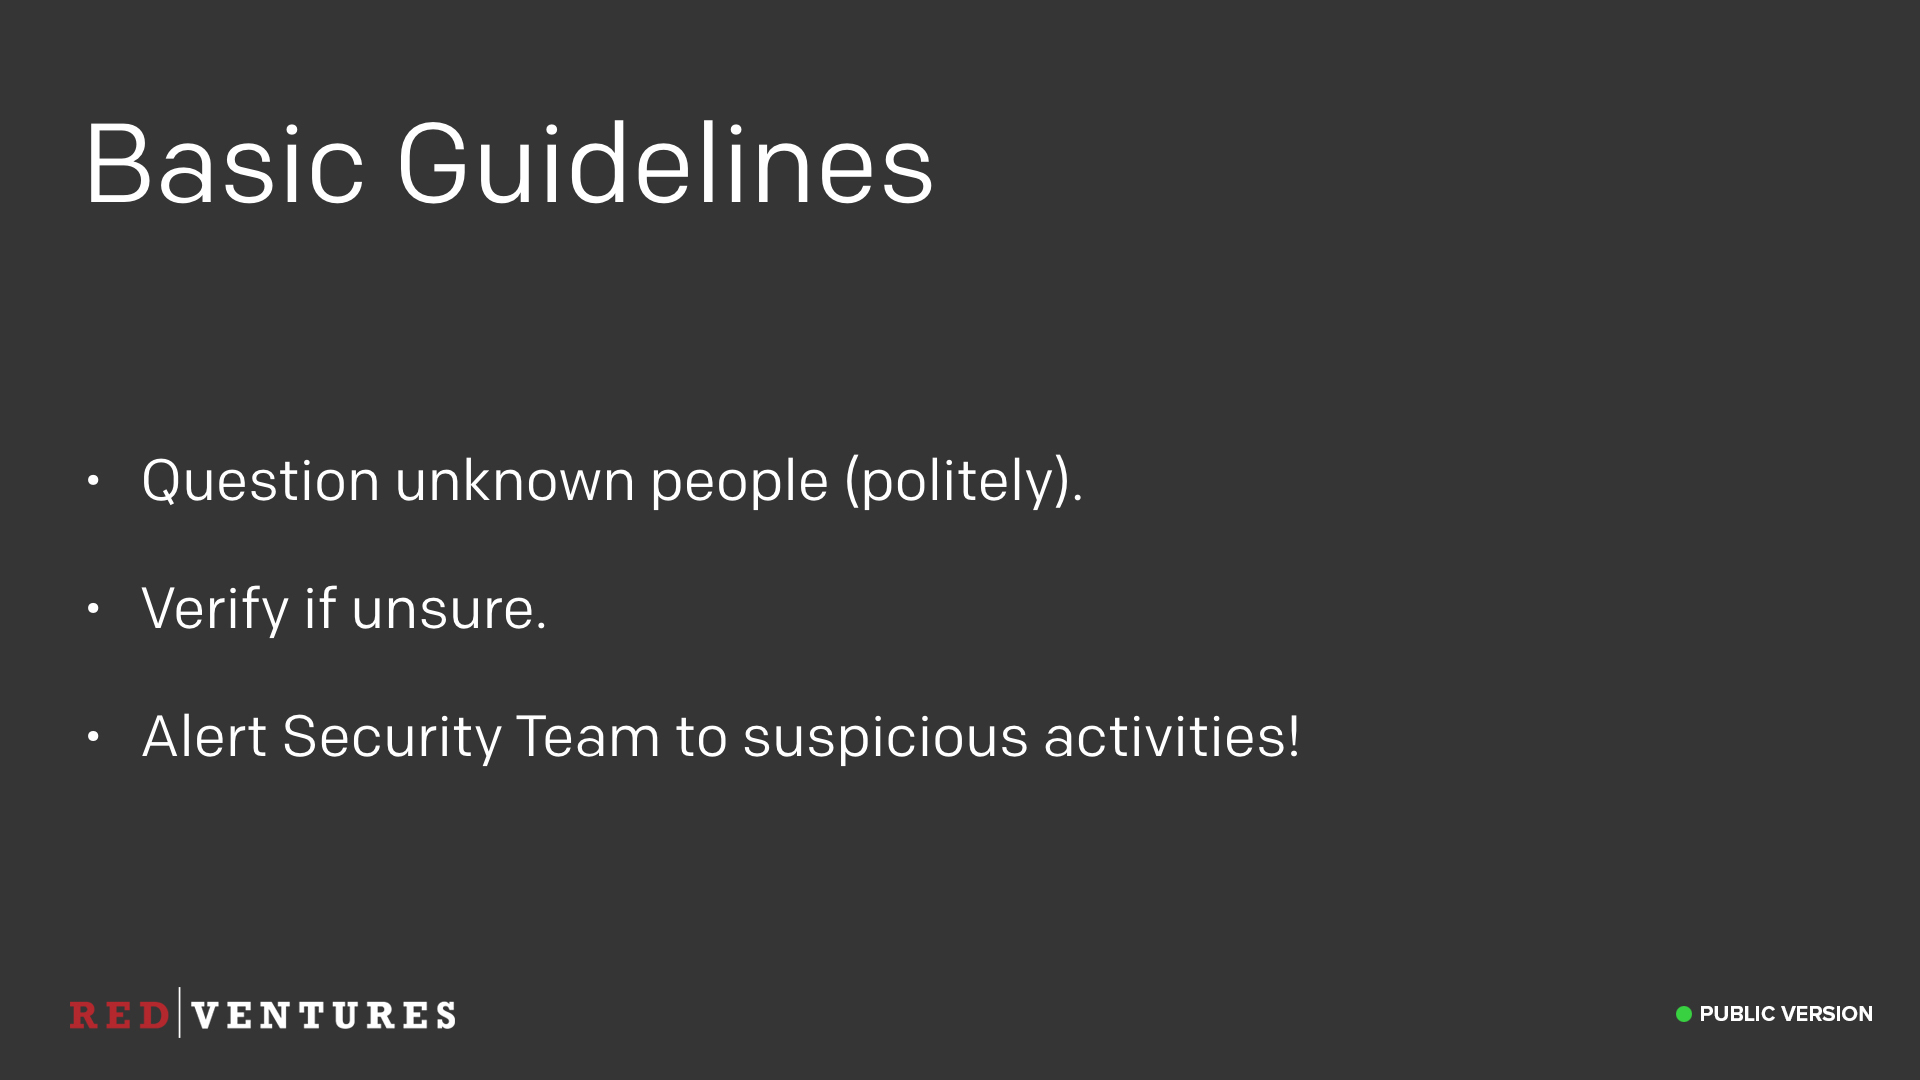 Basic Guidelines
• Question unknown people (politely).
• Verify if unsure.
• Alert Security Team to suspicious activities!
RED VENTURES
PUBLIC VERSION